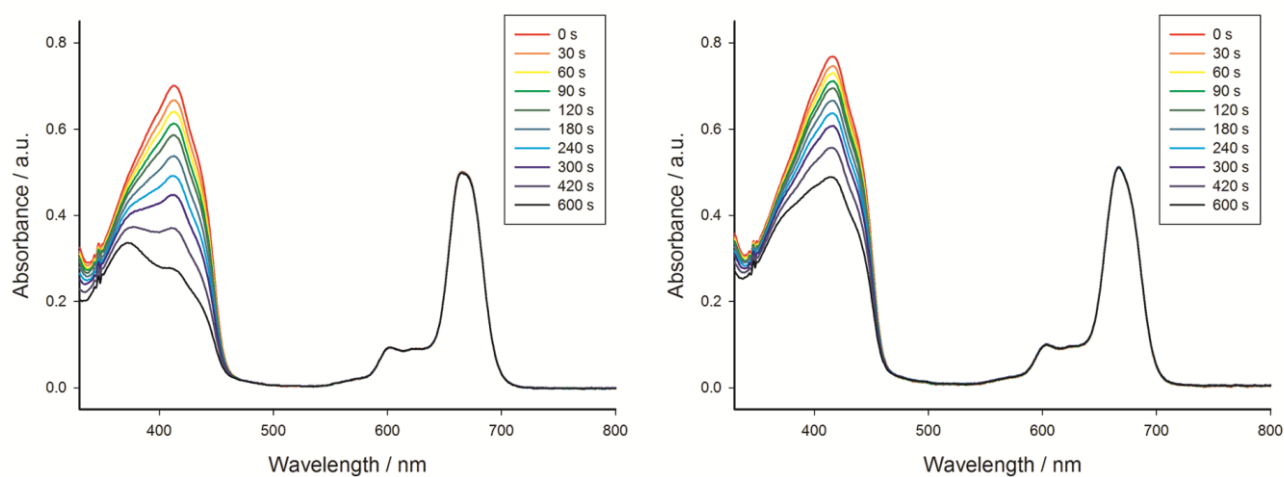 0.8
0.6
0.4
0.2
0.0
Absorbance / a.u.
400
500
600
700
800
Wavelength / nm
0 s
30 s
60 s
90 s
120 s
180 s
240 s
300 s
420 s
600 s
0.8
0.6
0.4
0.2
0.0
Absorbance / a.u.
400
500
600
700
800
Wavelength / nm
0 s
30 s
60 s
90 s
120 s
180 s
240 s
300 s
420 s
600 s